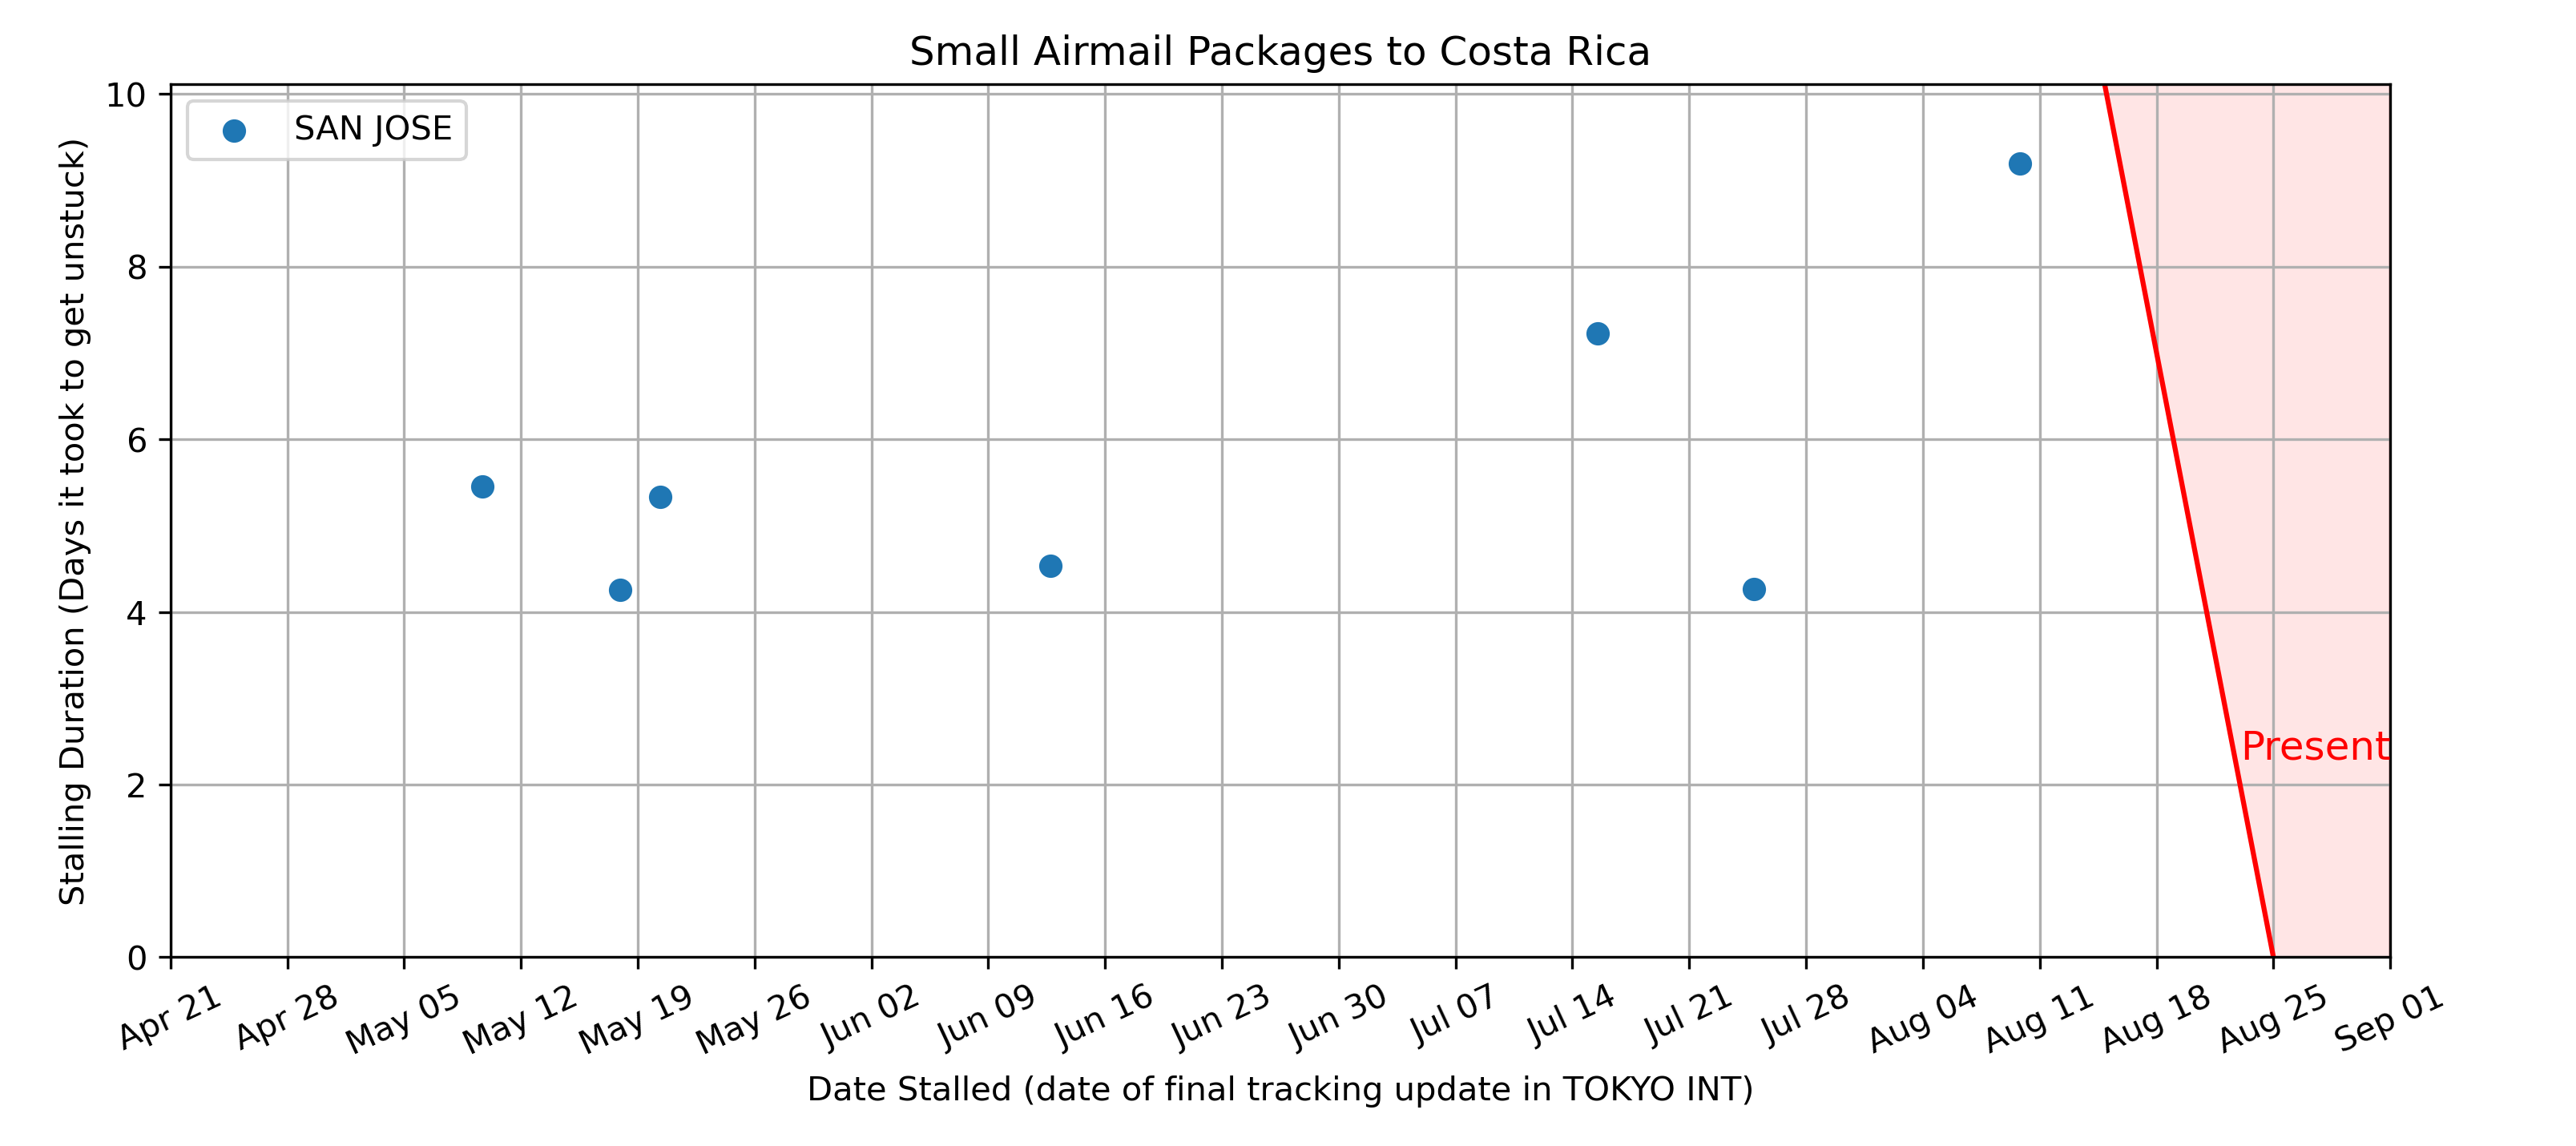 Small Airmail Packages to Costa Rica
SAN JOSE
Stalling Duration (Days it took to get unstuck)
10
8
6
4
2
0
Present
Apr 21
Apr 28
May 05
May 12
May 19
May 26
Jun 02
Jun 09
Jun 16
Jun 23
Jun 30
Jul 07
Jul 14
Jul 21
Jul 28
Aug 04
Aug 11
Aug 18
Aug 25
Sep 01
Date Stalled (date of final tracking update in TOKYO INT)